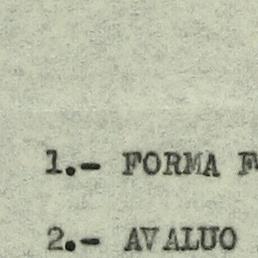 1.- FORMA
2.- AVALUO